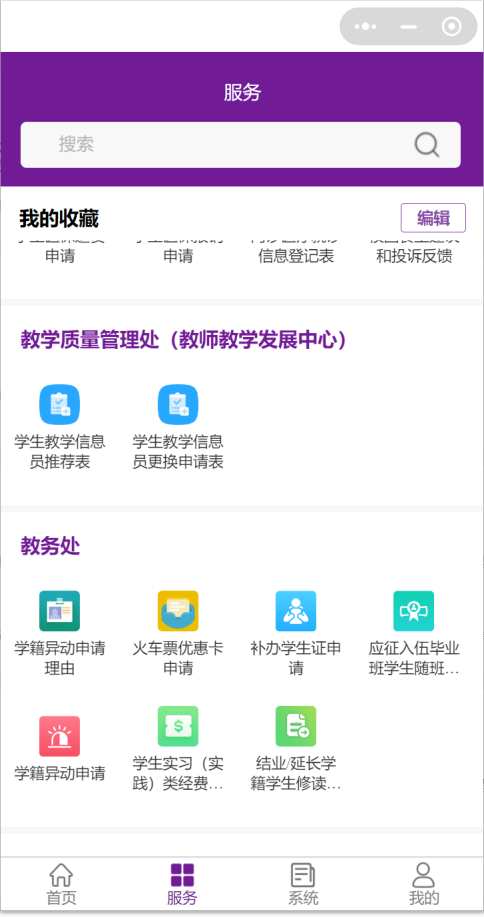 服务
搜索
我的收藏
编辑
申请
申请
信息登记表
和投诉反馈
教学质量管理处（教师教学发展中心）
学生教学信息
员推荐表
学生教学信息
员更换申请表
教务处
学籍异动申请
理由
火车票优惠卡
申请
补办学生证申
请
应征入伍毕业
班学生随班…
学籍异动申请
学生实习（实
践）类经费…
结业/延长学
籍学生修读…
首页
服务
系统
我的